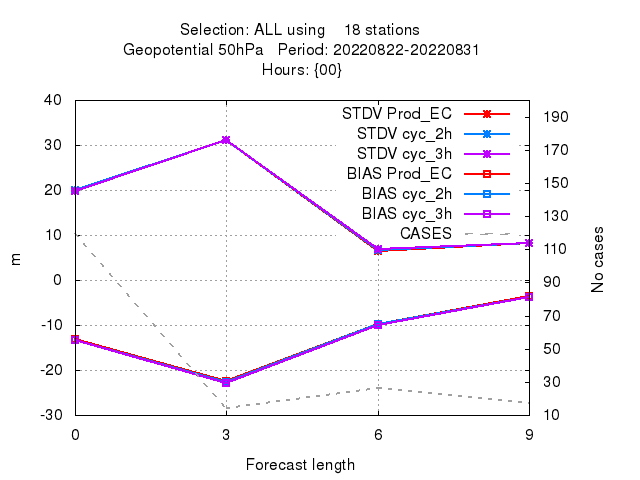 Selection: ALL using 18 stations
Geopotential 50hPa Period: 20220822-20220831
Hours: {00}
STDV Prod_EC
STDV cyc_2h
STDV cyc_3h
BIAS Prod_EC
BIAS cyc_2h
BIAS cyc_3h
CASES
40
30
20
10
0
-10
-20
-30
m
190
170
150
130
110
90
70
50
30
10
No cases
0 3 6 9
Forecast length